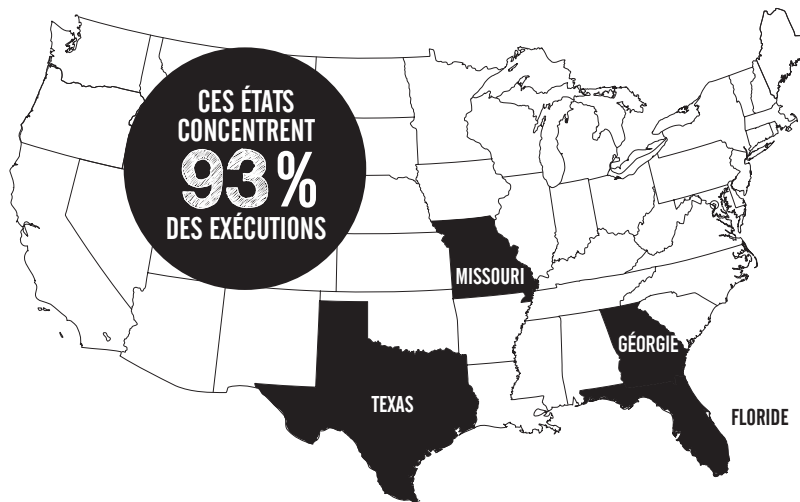 CES ÉTATS
CONCENTRENT
93%
DES EXÉCUTIONS
MISSOURI
GÉORGIE
TEXAS
FLORIDE